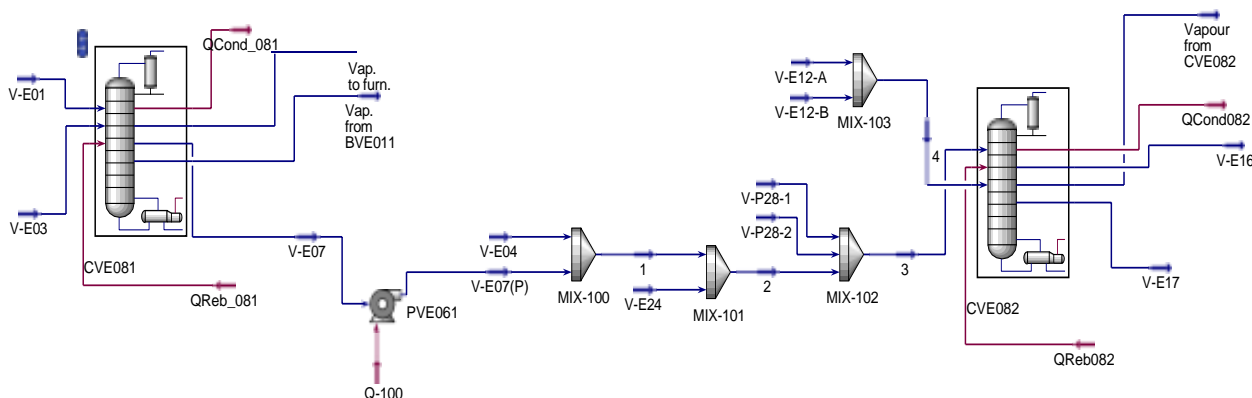 QCond_081
V-E01
Vap.
to furn.
Vap.
from
BVE011
V-E03
CVE081
QReb_081
V-E07
PVE061
Q-100
V-E07(P)
V-E04
MIX-100
1
V-E24
MIX-101
2
V-P28-1
V-P28-2
MIX-102
3
V-E12-A
V-E12-B
MIX-103
4
Vapour
from
CVE082
QCond082
V-E16
V-E17
CVE082
QReb082